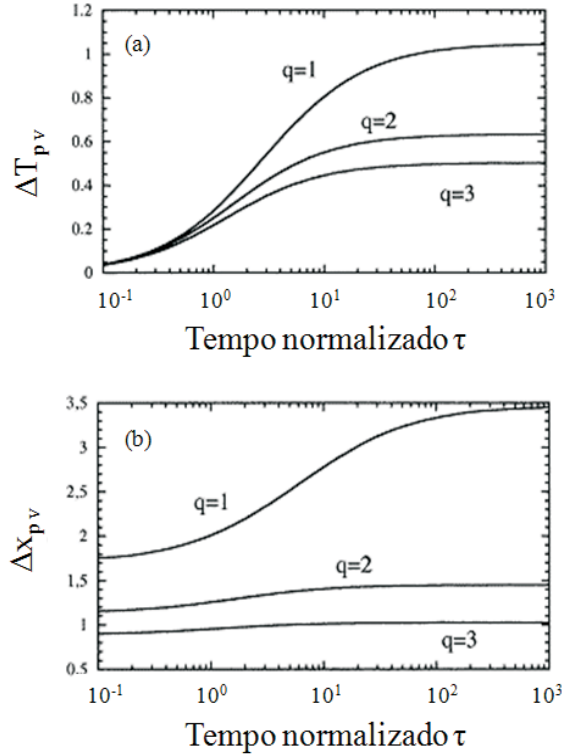 (a)
1.2
1
0.8
0.6
0.4
0.2
0
ΔT_{pv}
q=1
q=2
q=3
10^{-1} 10^{0} 10^{1} 10^{2} 10^{3}
Tempo normalizado τ
(b)
3.5
3
2.5
2
1.5
1
0.5
Δx_{pv}
q=1
q=2
q=3
10^{-1} 10^{0} 10^{1} 10^{2} 10^{3}
Tempo normalizado τ